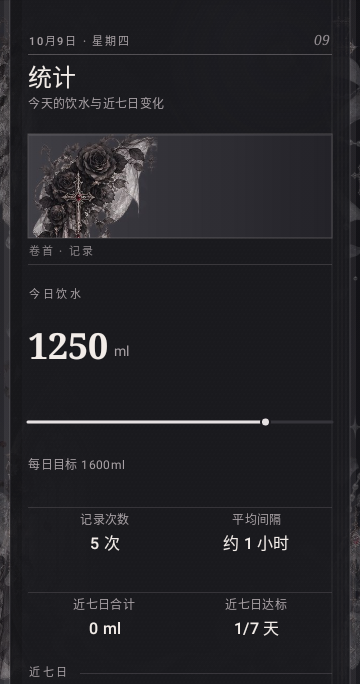 10月9日 · 星期四
09
统计
今天的饮水与近七日变化
卷首 · 记录
今日饮水
1250 ml
每日目标 1600ml
记录次数 平均间隔
5 次 约 1 小时
近七日合计 近七日达标
0 ml 1/7 天
近七日